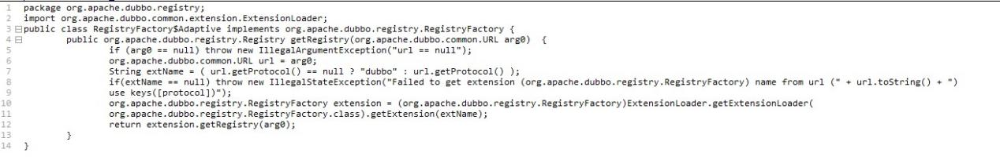 1 package org.apache.dubbo.registry;
2 import org.apache.dubbo.common.extension.ExtensionLoader;
3 public class RegistryFactory$Adaptive implements org.apache.dubbo.registry.RegistryFactory {
4 public org.apache.dubbo.registry.Registry getRegistry(org.apache.dubbo.common.URL arg0)  {
5 if (arg0 == null) throw new IllegalArgumentException("url == null");
6 org.apache.dubbo.common.URL url = arg0;
7 String extName = ( url.getProtocol() == null ? "dubbo" : url.getProtocol() );
8 if(extName == null) throw new IllegalStateException("Failed to get extension (org.apache.dubbo.registry.RegistryFactory) name from url (" + url.toString() + ")
9 use keys([protocol])");
10 org.apache.dubbo.registry.RegistryFactory extension = (org.apache.dubbo.registry.RegistryFactory)ExtensionLoader.getExtensionLoader(
11 org.apache.dubbo.registry.RegistryFactory.class).getExtension(extName);
12 return extension.getRegistry(arg0);
13 }
14 }